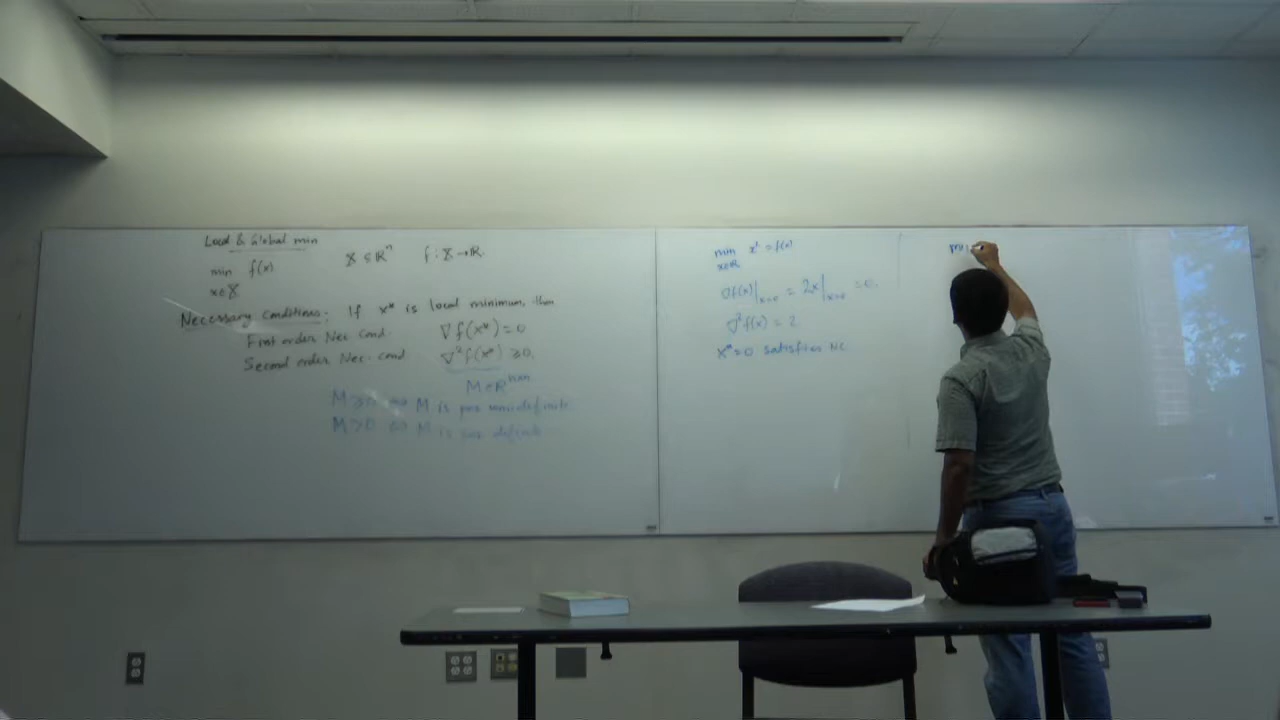 Local & Global min
min f(x) X ⊆ ℝⁿ f : X → ℝ.
x∈X
Necessary conditions: If x* is local minimum, then
First order Nec cond ∇f(x*) = 0
Second order Nec. cond ∇²f(x*) ≥ 0.
M ∈ ℝⁿˣⁿ
M ≥ 0 ⇔ M is pos semidefinite
M > 0 ⇔ M is pos definite
min x² = f(x)
x∈ℝ
∇f(x)|ₓ₌₀ = 2x|ₓ₌₀ = 0.
∇²f(x) = 2
x* = 0 satisfies NC
mi